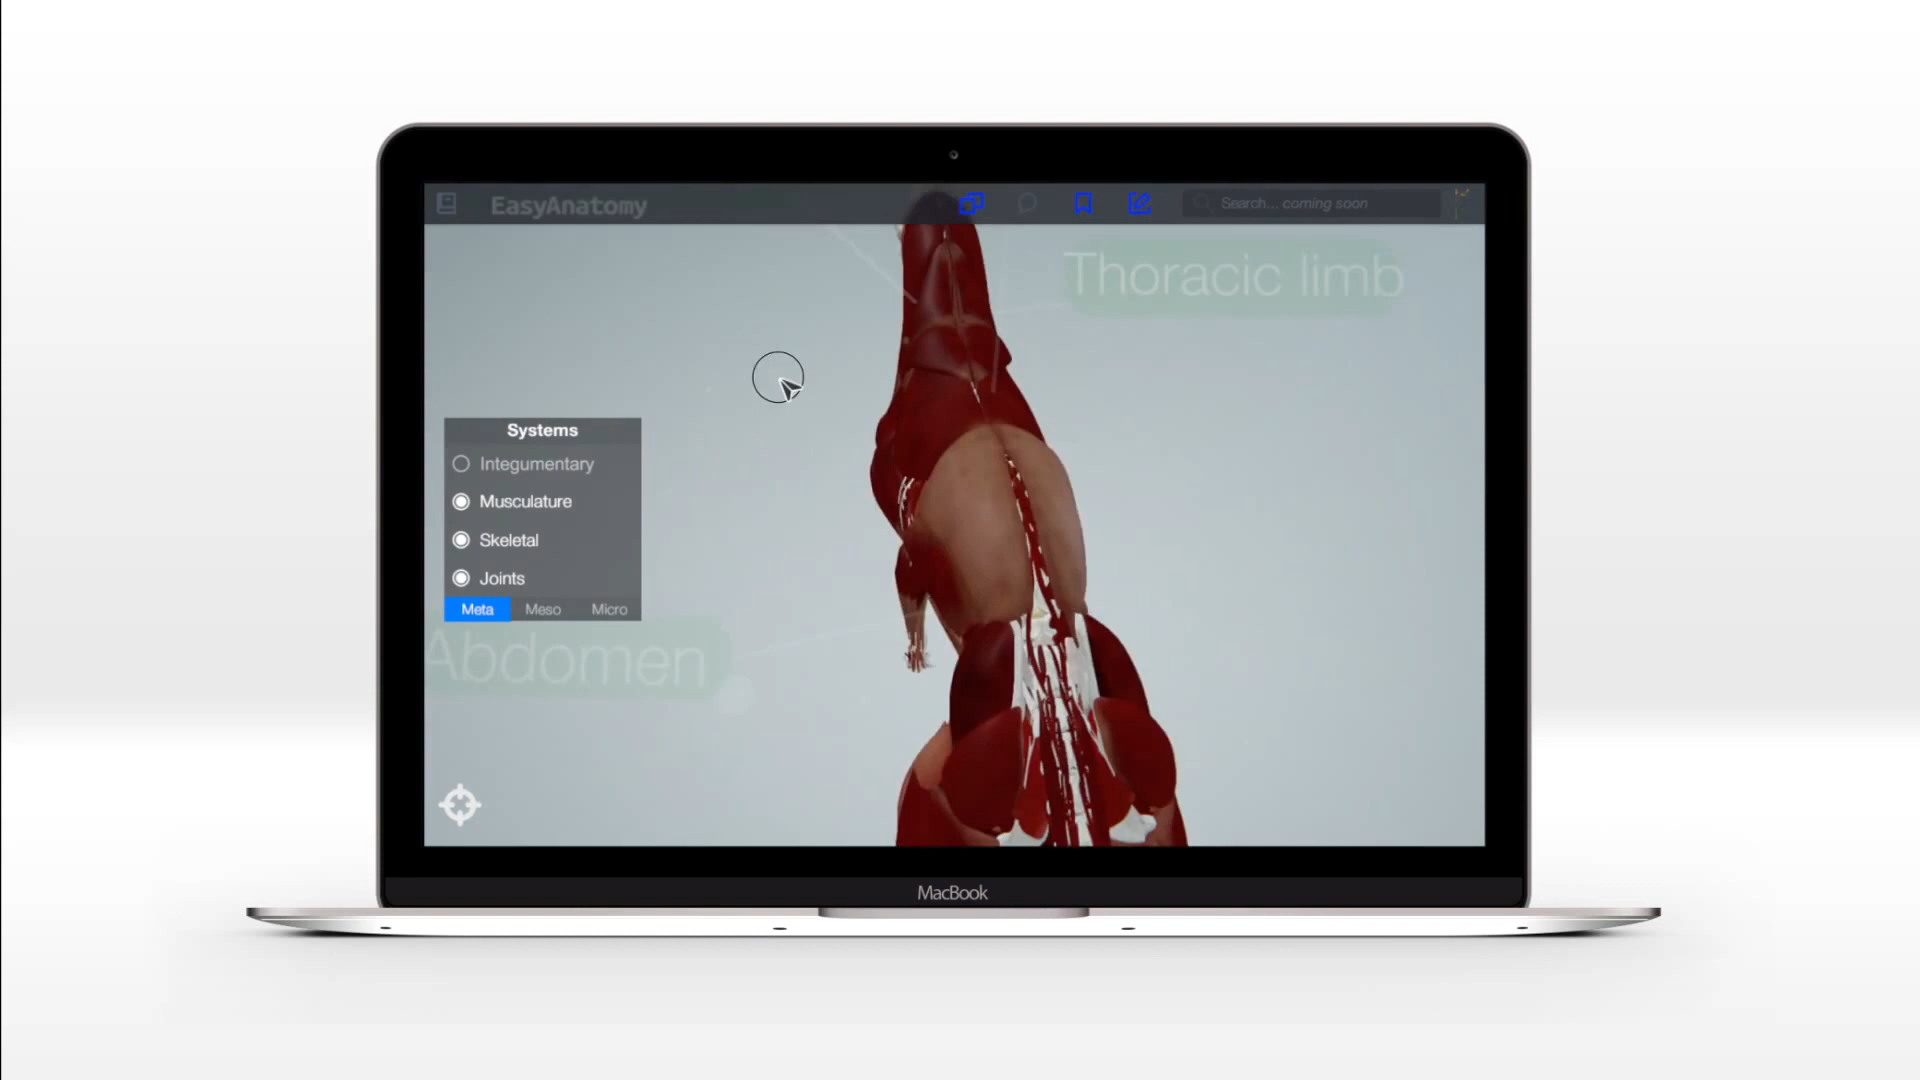 EasyAnatomy
Search... coming soon
Thoracic limb
Systems
Integumentary
Musculature
Skeletal
Joints
Meta Meso Micro
Abdomen
MacBook